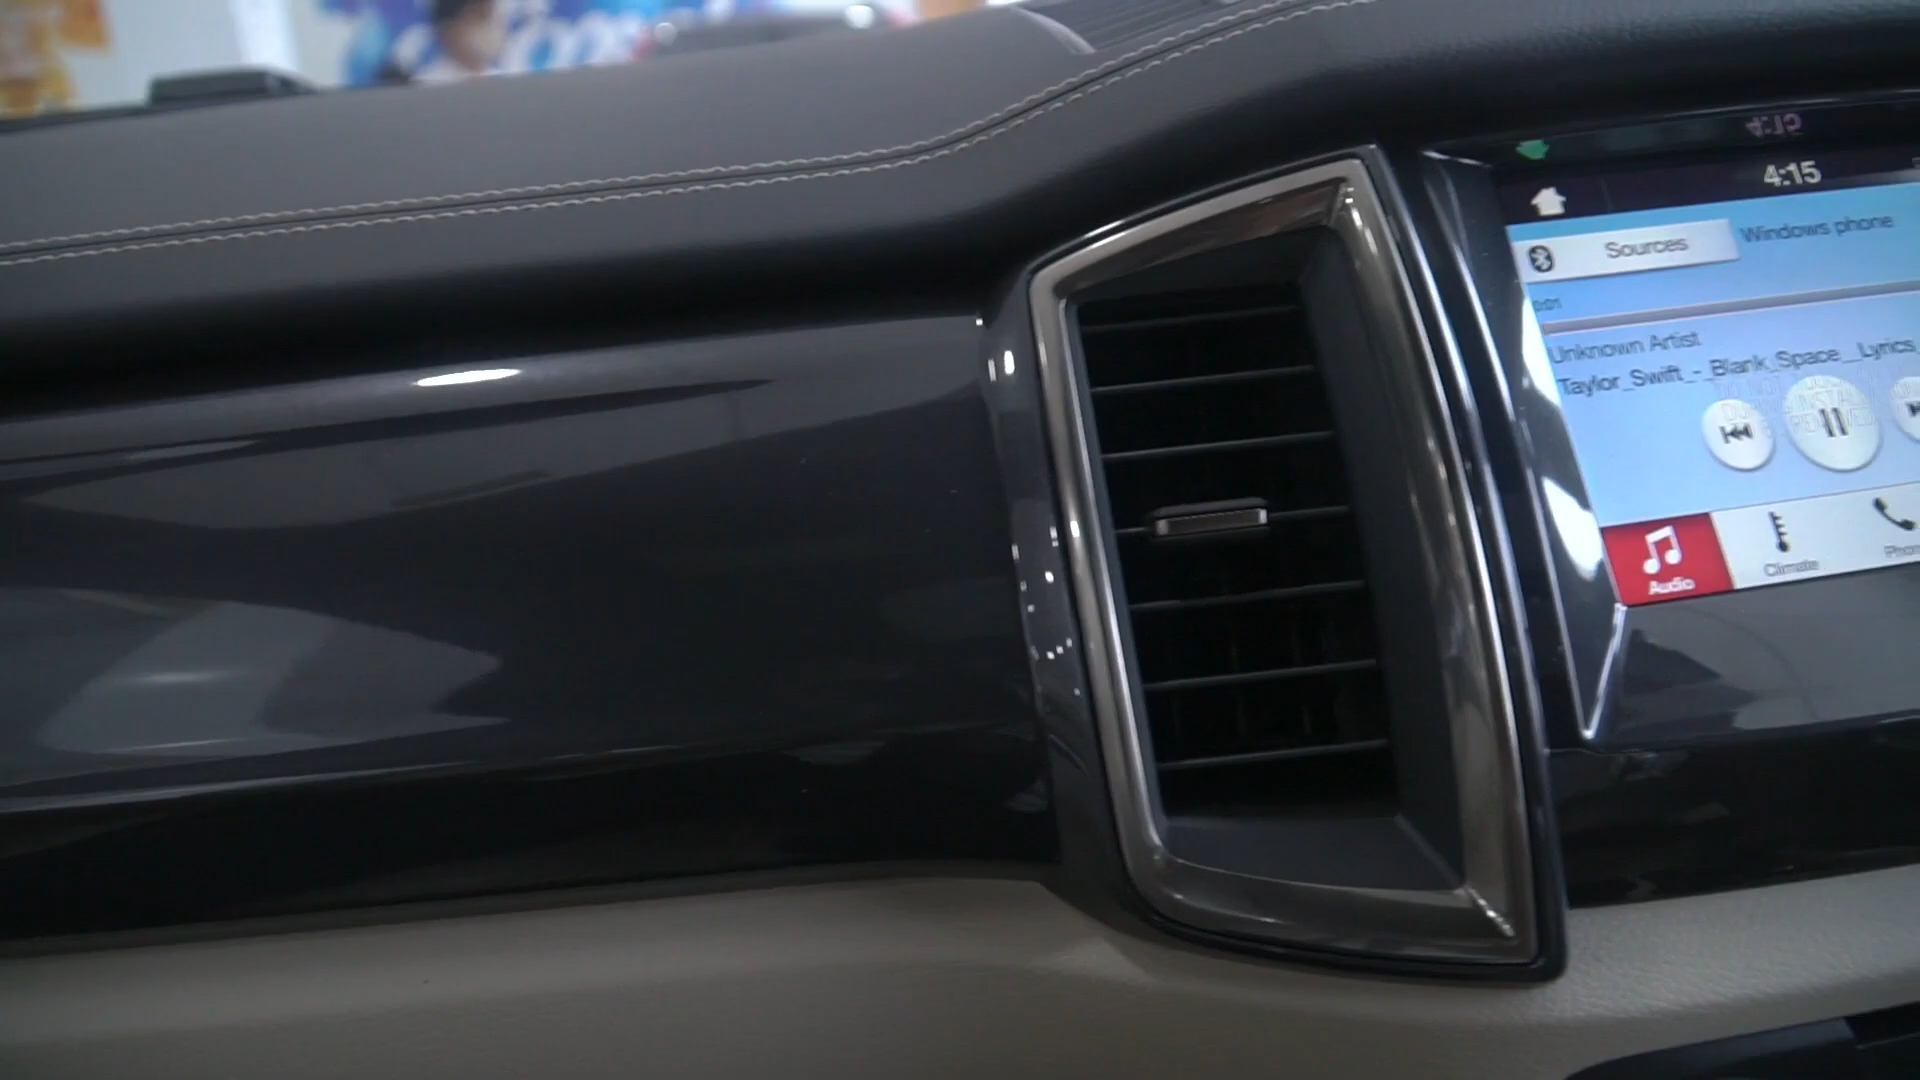 4:15
Sources
Windows phone
Unknown Artist
Taylor_Swift_-_Blank_Space__Lyrics_
Audio
Climate